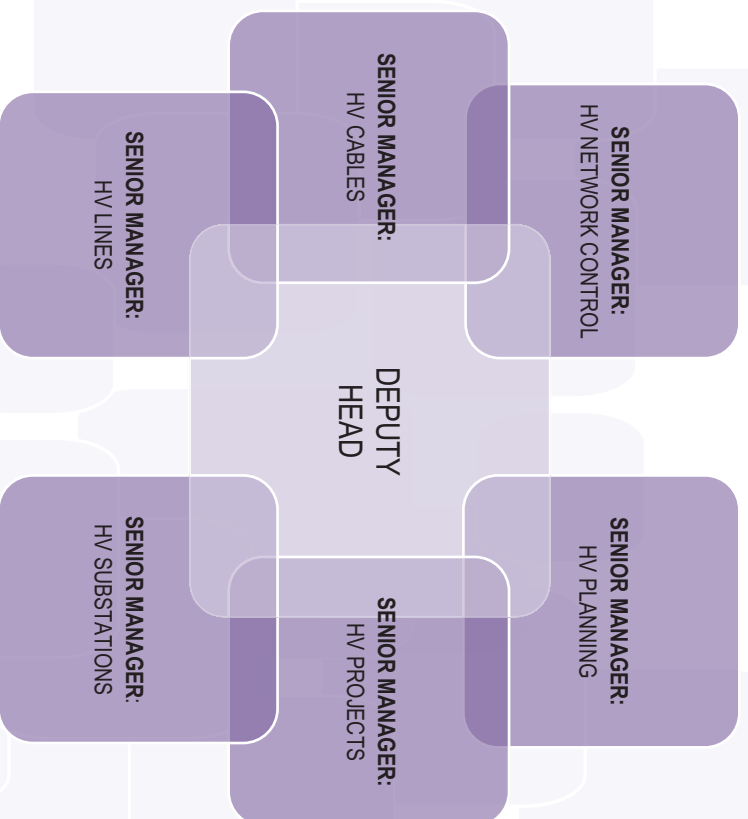 SENIOR MANAGER:
HV NETWORK CONTROL
SENIOR MANAGER:
HV PLANNING
SENIOR MANAGER:
HV CABLES
DEPUTY
HEAD
SENIOR MANAGER:
HV PROJECTS
SENIOR MANAGER:
HV LINES
SENIOR MANAGER:
HV SUBSTATIONS